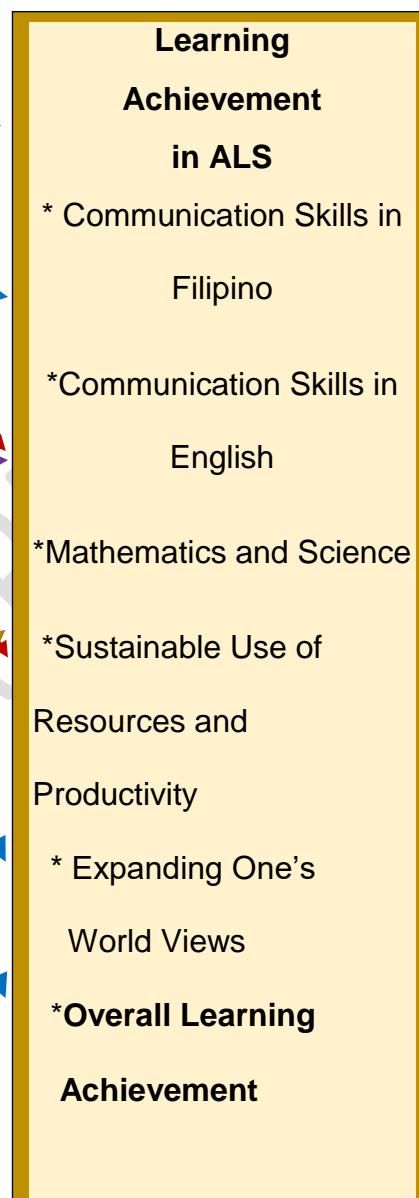 Learning
Achievement
in ALS
* Communication Skills in
Filipino
*Communication Skills in
English
*Mathematics and Science
*Sustainable Use of
Resources and
Productivity
* Expanding One’s
World Views
*Overall Learning
Achievement